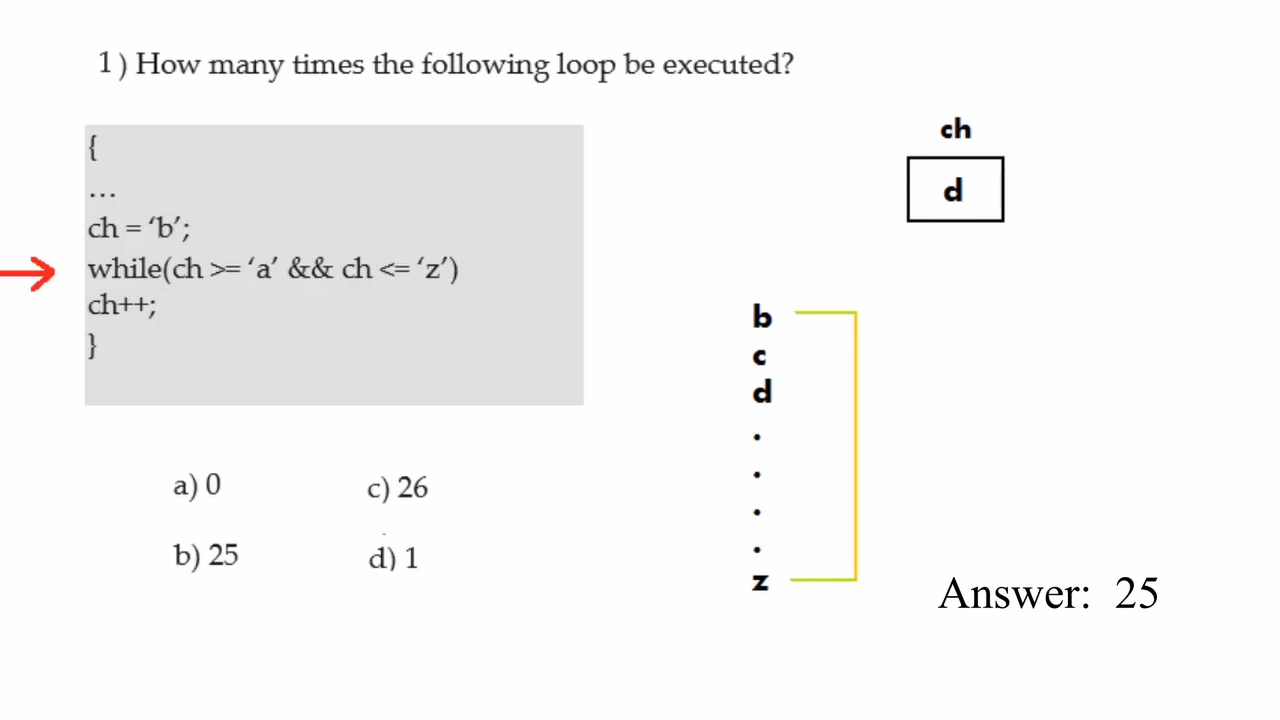 1) How many times the following loop be executed?
{
…
ch = ‘b’;
while(ch >= ‘a’ && ch <= ‘z’)
ch++;
}
a) 0
c) 26
b) 25
d) 1
ch
d
b
c
d
.
.
.
.
z
Answer: 25